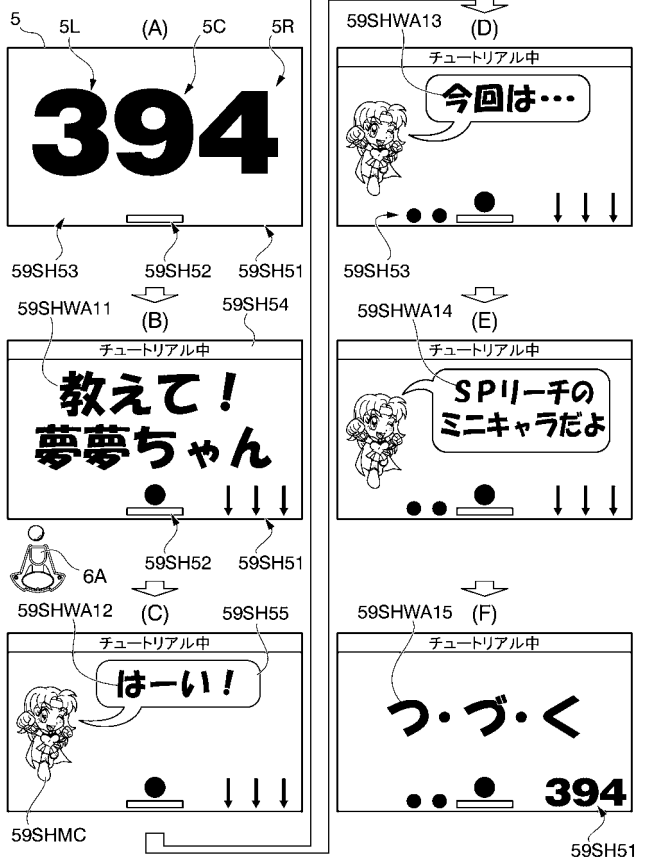 5
5L
(A)
5C
5R
394
59SH53
59SH52
59SH51
59SHWA11
(B)
59SH54
チュートリアル中
教えて！
夢夢ちゃん
6A
59SH52
59SH51
59SHWA12
(C)
59SH55
チュートリアル中
はーい！
59SHMC
59SHWA13
(D)
チュートリアル中
今回は・・・
59SH53
59SHWA14
(E)
チュートリアル中
SPリーチの
ミニキャラだよ
59SHWA15
(F)
チュートリアル中
つ・づ・く
394
59SH51